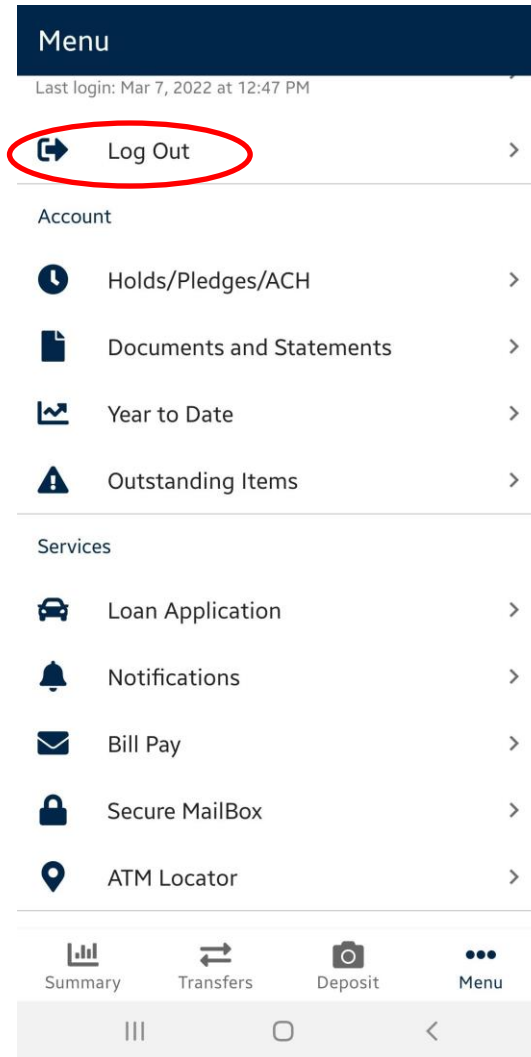 Menu
Last login: Mar 7, 2022 at 12:47 PM
Log Out
Account
Holds/Pledges/ACH
Documents and Statements
Year to Date
Outstanding Items
Services
Loan Application
Notifications
Bill Pay
Secure MailBox
ATM Locator
Summary Transfers Deposit Menu